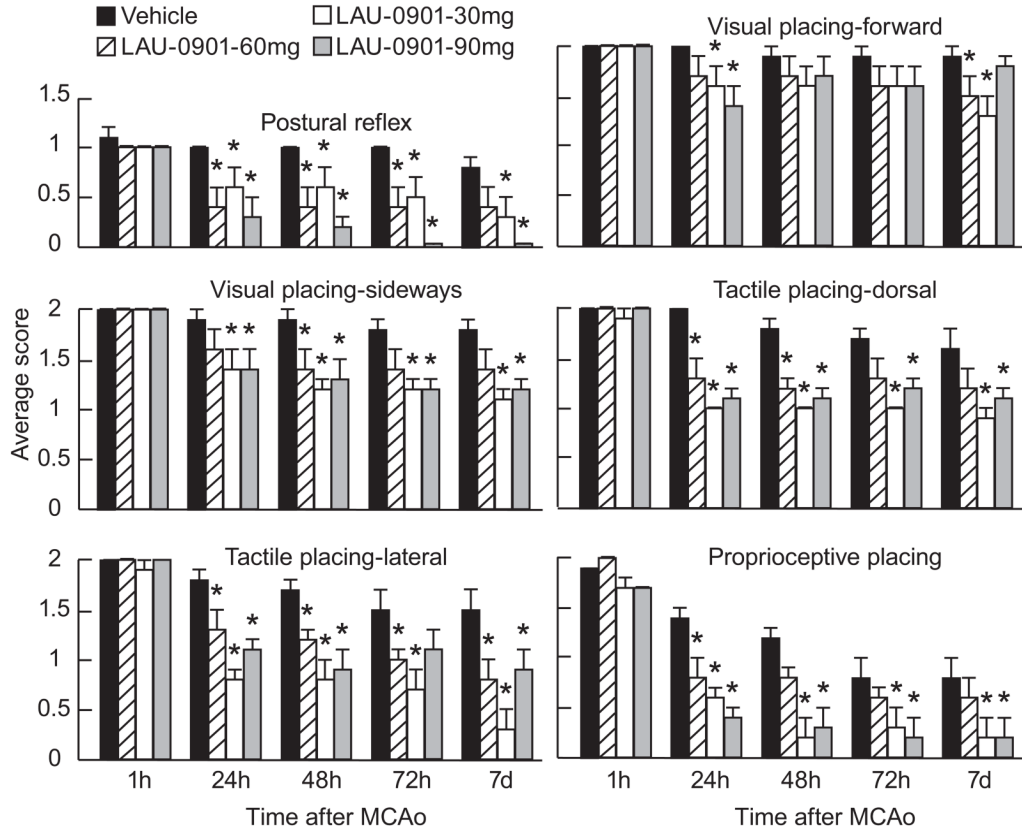 Vehicle
LAU-0901-30mg
LAU-0901-60mg
LAU-0901-90mg
Postural reflex
1.5
1
0.5
0
* * *
* * *
* * *
* *
Visual placing-forward
* *
* *
Average score
Visual placing-sideways
2
1.5
1
0.5
0
* *
* * *
* *
* *
Tactile placing-dorsal
* * *
* * *
* *
* *
Tactile placing-lateral
2
1.5
1
0.5
0
* * *
* * *
* *
* * *
1h 24h 48h 72h 7d
Time after MCAo
Proprioceptive placing
* * *
* *
* *
* *
1h 24h 48h 72h 7d
Time after MCAo